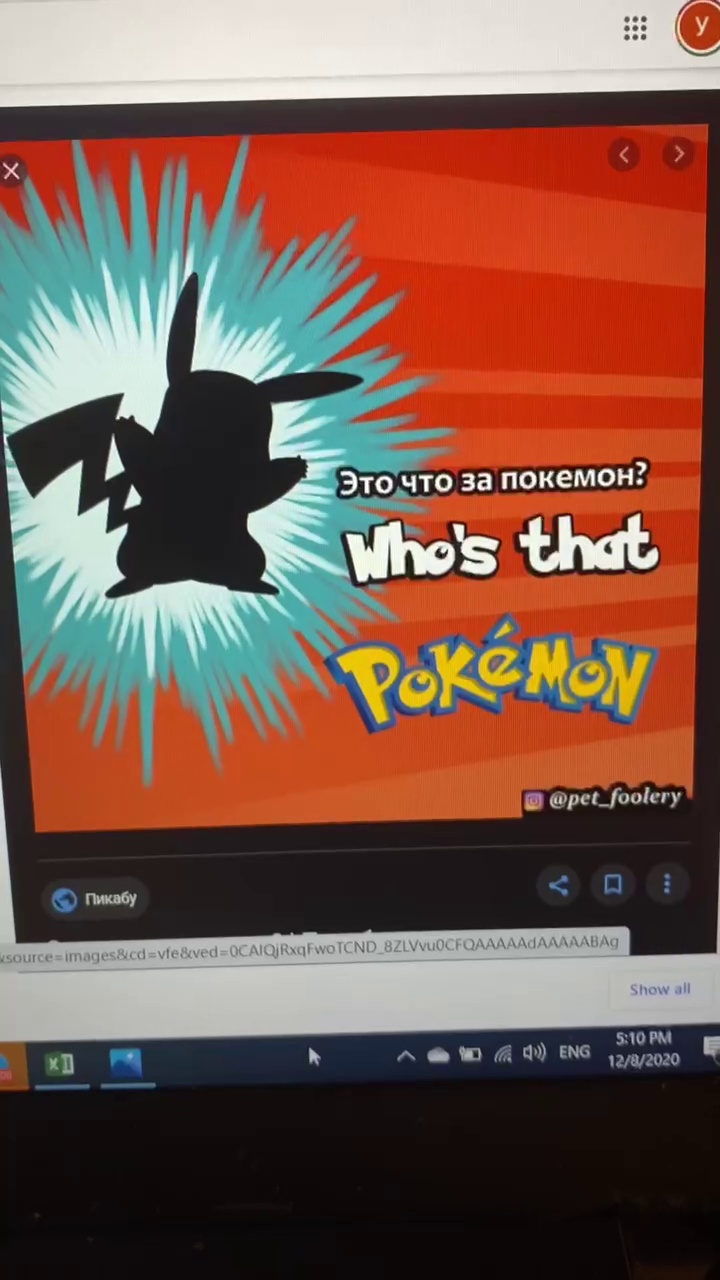 y
Это что за покемон?
Who's that
POKÉMON
@pet_foolery
Пикабу
source=images&cd=vfe&ved=0CAIQjRxqFwoTCND_8ZLVvu0CFQAAAAAdAAAAABAg
Show all
ENG
5:10 PM
12/8/2020